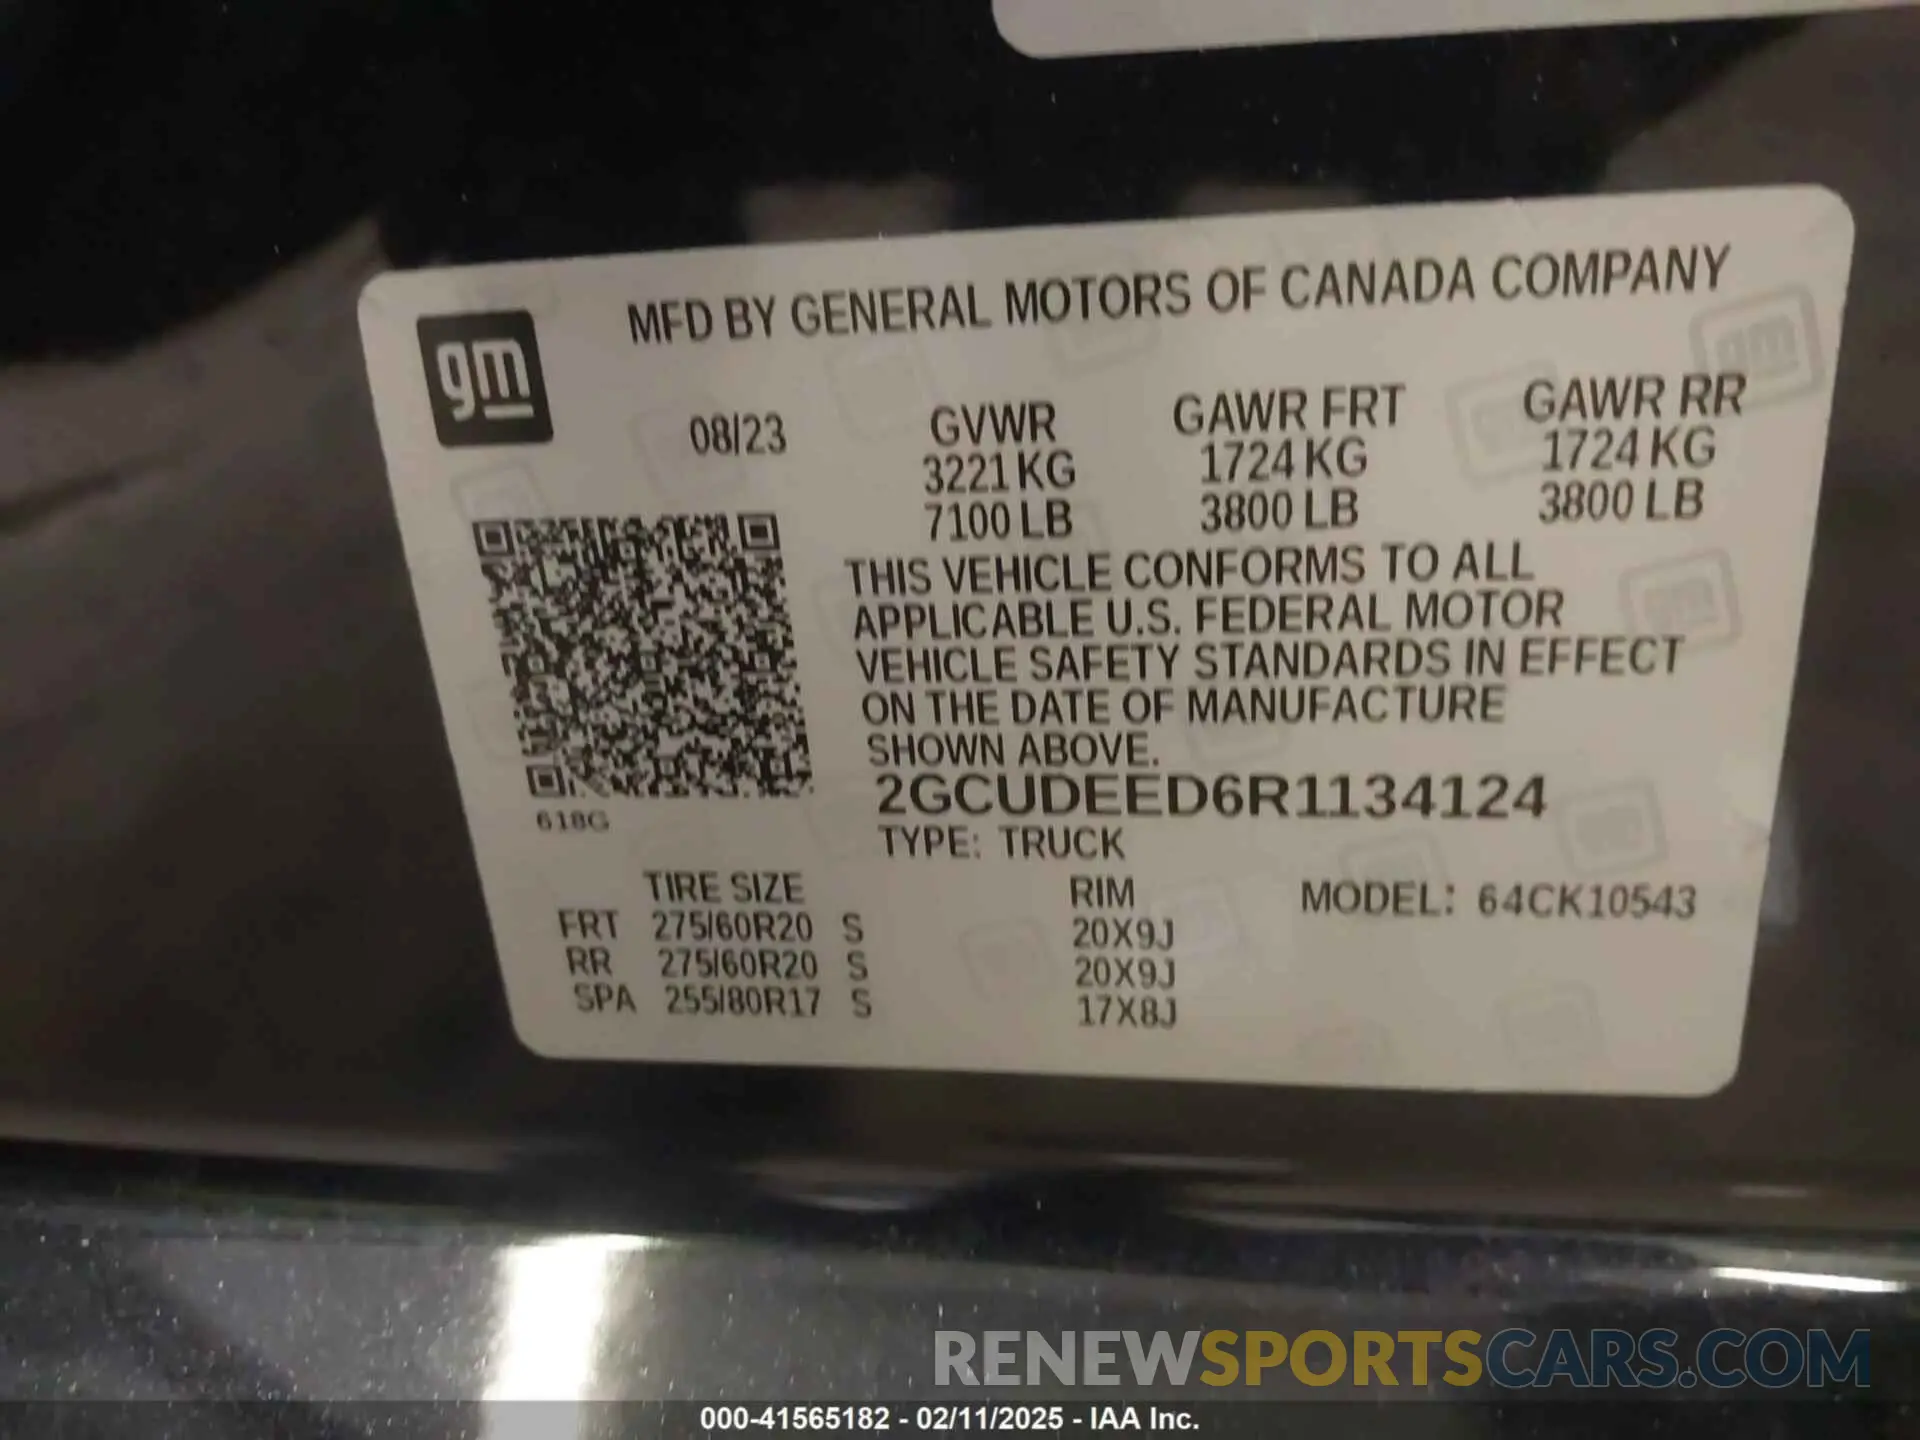 gm
MFD BY GENERAL MOTORS OF CANADA COMPANY
08/23
GVWR
3221 KG
7100 LB
GAWR FRT
1724 KG
3800 LB
GAWR RR
1724 KG
3800 LB
THIS VEHICLE CONFORMS TO ALL
APPLICABLE U.S. FEDERAL MOTOR
VEHICLE SAFETY STANDARDS IN EFFECT
ON THE DATE OF MANUFACTURE
SHOWN ABOVE.
2GCUDEED6R1134124
TYPE: TRUCK
618G
TIRE SIZE RIM MODEL: 64CK10543
FRT 275/60R20 S 20X9J
RR 275/60R20 S 20X9J
SPA 255/80R17 S 17X8J
RENEWSPORTSCARS.COM
000-41565182 - 02/11/2025 - IAA Inc.